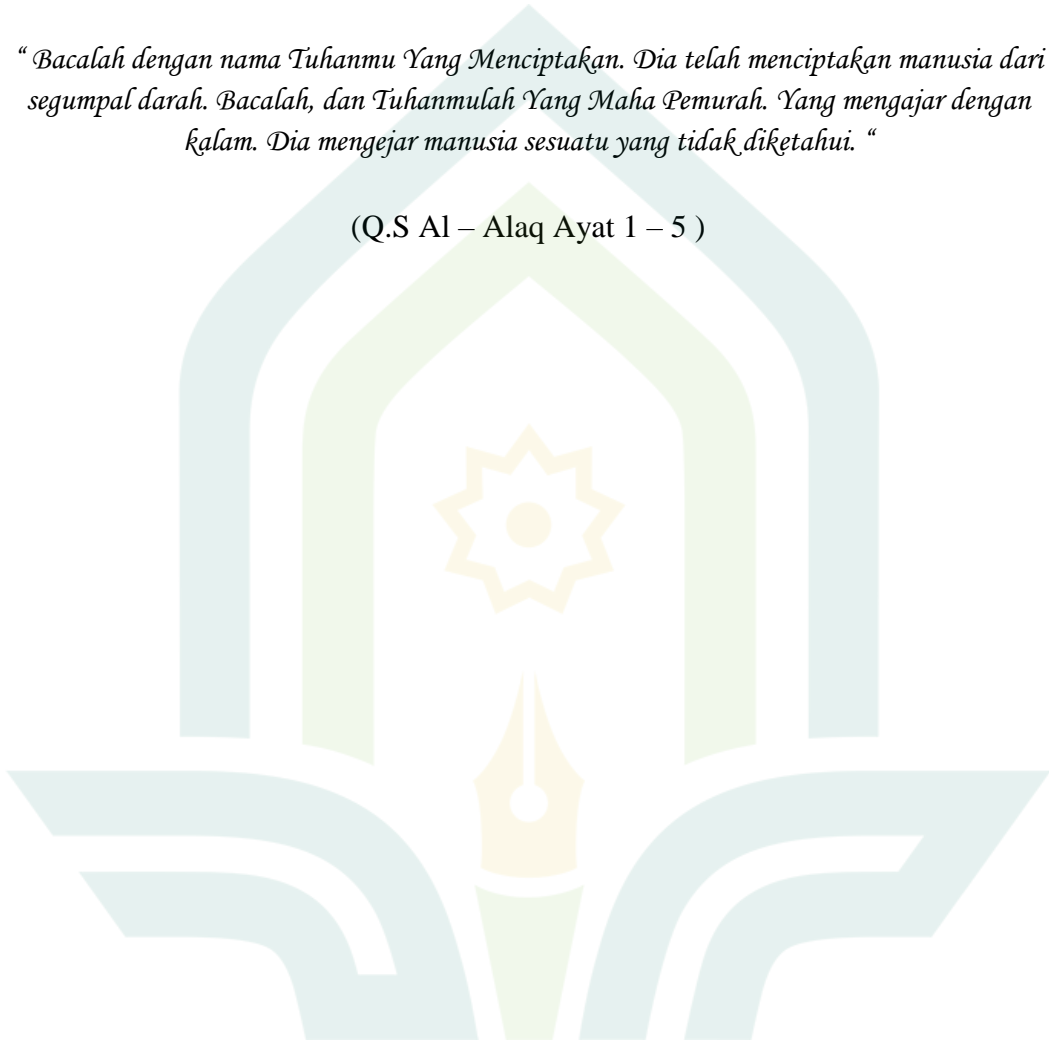 “ Bacalah dengan nama Tuhanmu Yang Menciptakan. Dia telah menciptakan manusia dari
segumpal darah. Bacalah, dan Tuhanmulah Yang Maha Pemurah. Yang mengajar dengan
kalam. Dia mengejar manusia sesuatu yang tidak diketahui. “
(Q.S Al – Alaq Ayat 1 – 5 )